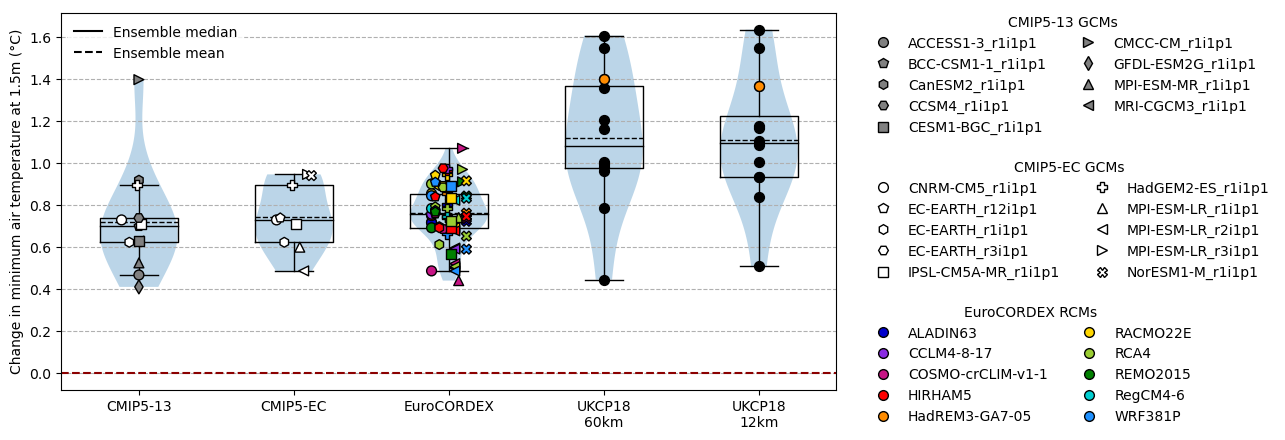 Change in minimum air temperature at 1.5m (°C)
1.6
1.4
1.2
1.0
0.8
0.6
0.4
0.2
0.0
Ensemble median
Ensemble mean
CMIP5-13
CMIP5-EC
EuroCORDEX
UKCP18
60km
UKCP18
12km
CMIP5-13 GCMs
ACCESS1-3_r1i1p1
BCC-CSM1-1_r1i1p1
CanESM2_r1i1p1
CCSM4_r1i1p1
CESM1-BGC_r1i1p1
CMCC-CM_r1i1p1
GFDL-ESM2G_r1i1p1
MPI-ESM-MR_r1i1p1
MRI-CGCM3_r1i1p1
CMIP5-EC GCMs
CNRM-CM5_r1i1p1
EC-EARTH_r12i1p1
EC-EARTH_r1i1p1
EC-EARTH_r3i1p1
IPSL-CM5A-MR_r1i1p1
HadGEM2-ES_r1i1p1
MPI-ESM-LR_r1i1p1
MPI-ESM-LR_r2i1p1
MPI-ESM-LR_r3i1p1
NorESM1-M_r1i1p1
EuroCORDEX RCMs
ALADIN63
CCLM4-8-17
COSMO-crCLIM-v1-1
HIRHAM5
HadREM3-GA7-05
RACMO22E
RCA4
REMO2015
RegCM4-6
WRF381P